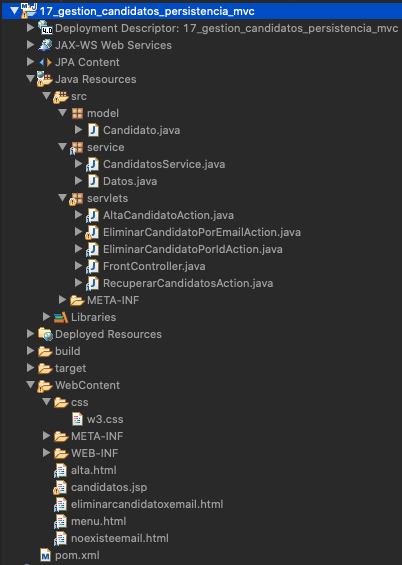 17_gestion_candidatos_persistencia_mvc
Deployment Descriptor: 17_gestion_candidatos_persistencia_mvc
JAX-WS Web Services
JPA Content
Java Resources
src
model
Candidato.java
service
CandidatosService.java
Datos.java
servlets
AltaCandidatoAction.java
EliminarCandidatoPorEmailAction.java
EliminarCandidatoPorIdAction.java
FrontController.java
RecuperarCandidatosAction.java
META-INF
Libraries
Deployed Resources
build
target
WebContent
css
w3.css
META-INF
WEB-INF
alta.html
candidatos.jsp
eliminarcandidatoxemail.html
menu.html
noexisteemail.html
pom.xml